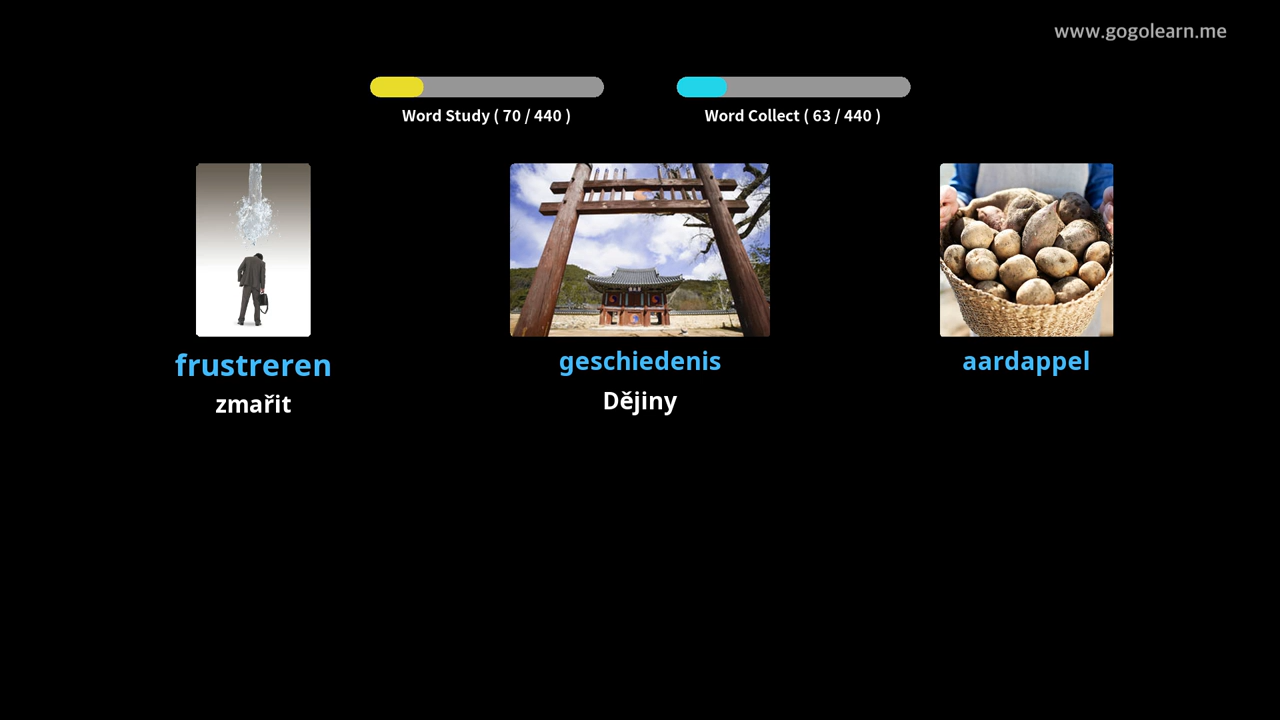 www.gogolearn.me
Word Study ( 70 / 440 )
Word Collect ( 63 / 440 )
frustreren
zmařit
geschiedenis
Dějiny
aardappel